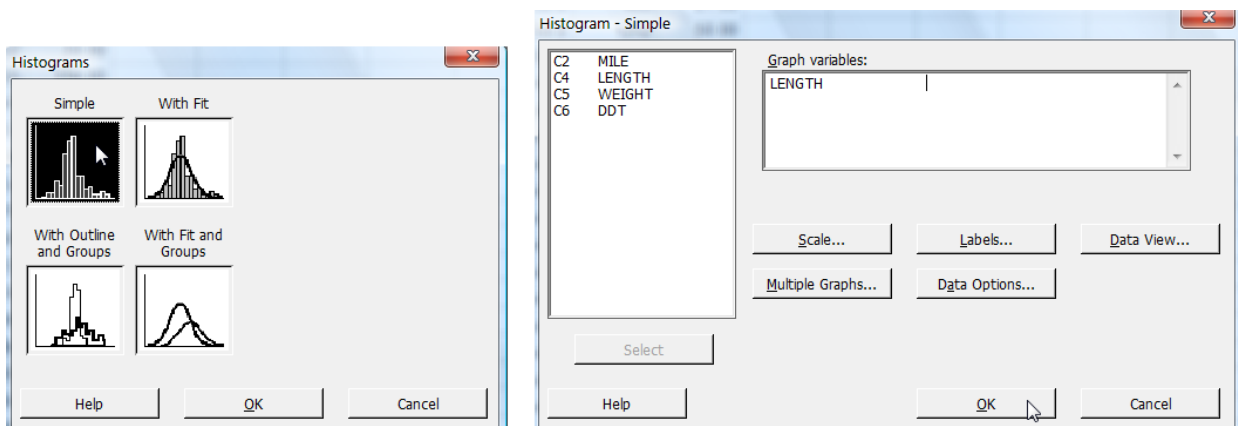 Histograms
Simple
With Fit
With Outline
and Groups
With Fit and
Groups
Help
OK
Cancel
Histogram - Simple
C2 MILE
C4 LENGTH
C5 WEIGHT
C6 DDT
Graph variables:
LENGTH
Scale...
Labels...
Data View...
Multiple Graphs...
Data Options...
Select
Help
OK
Cancel